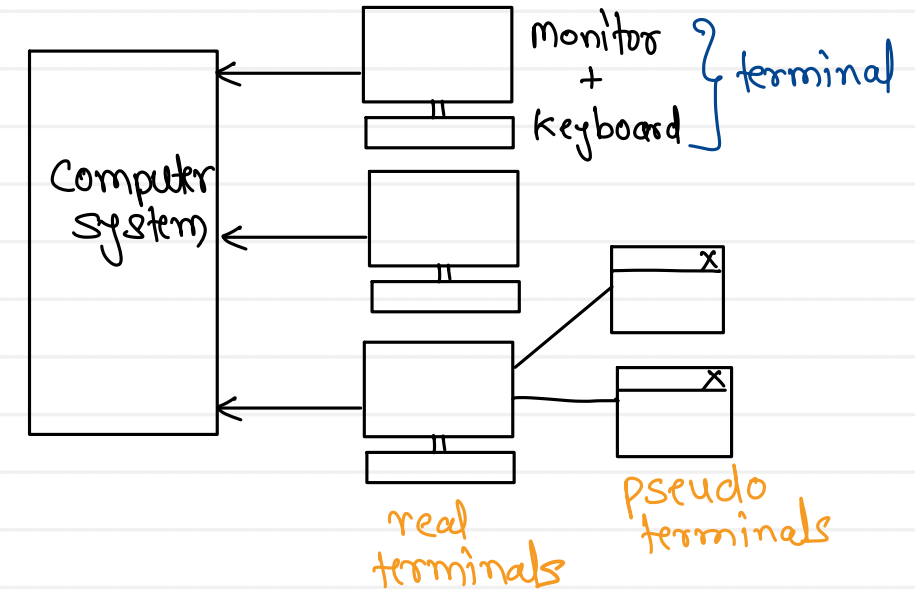 monitor
+
keyboard
terminal
Computer
system
X
X
real
terminals
pseudo
terminals